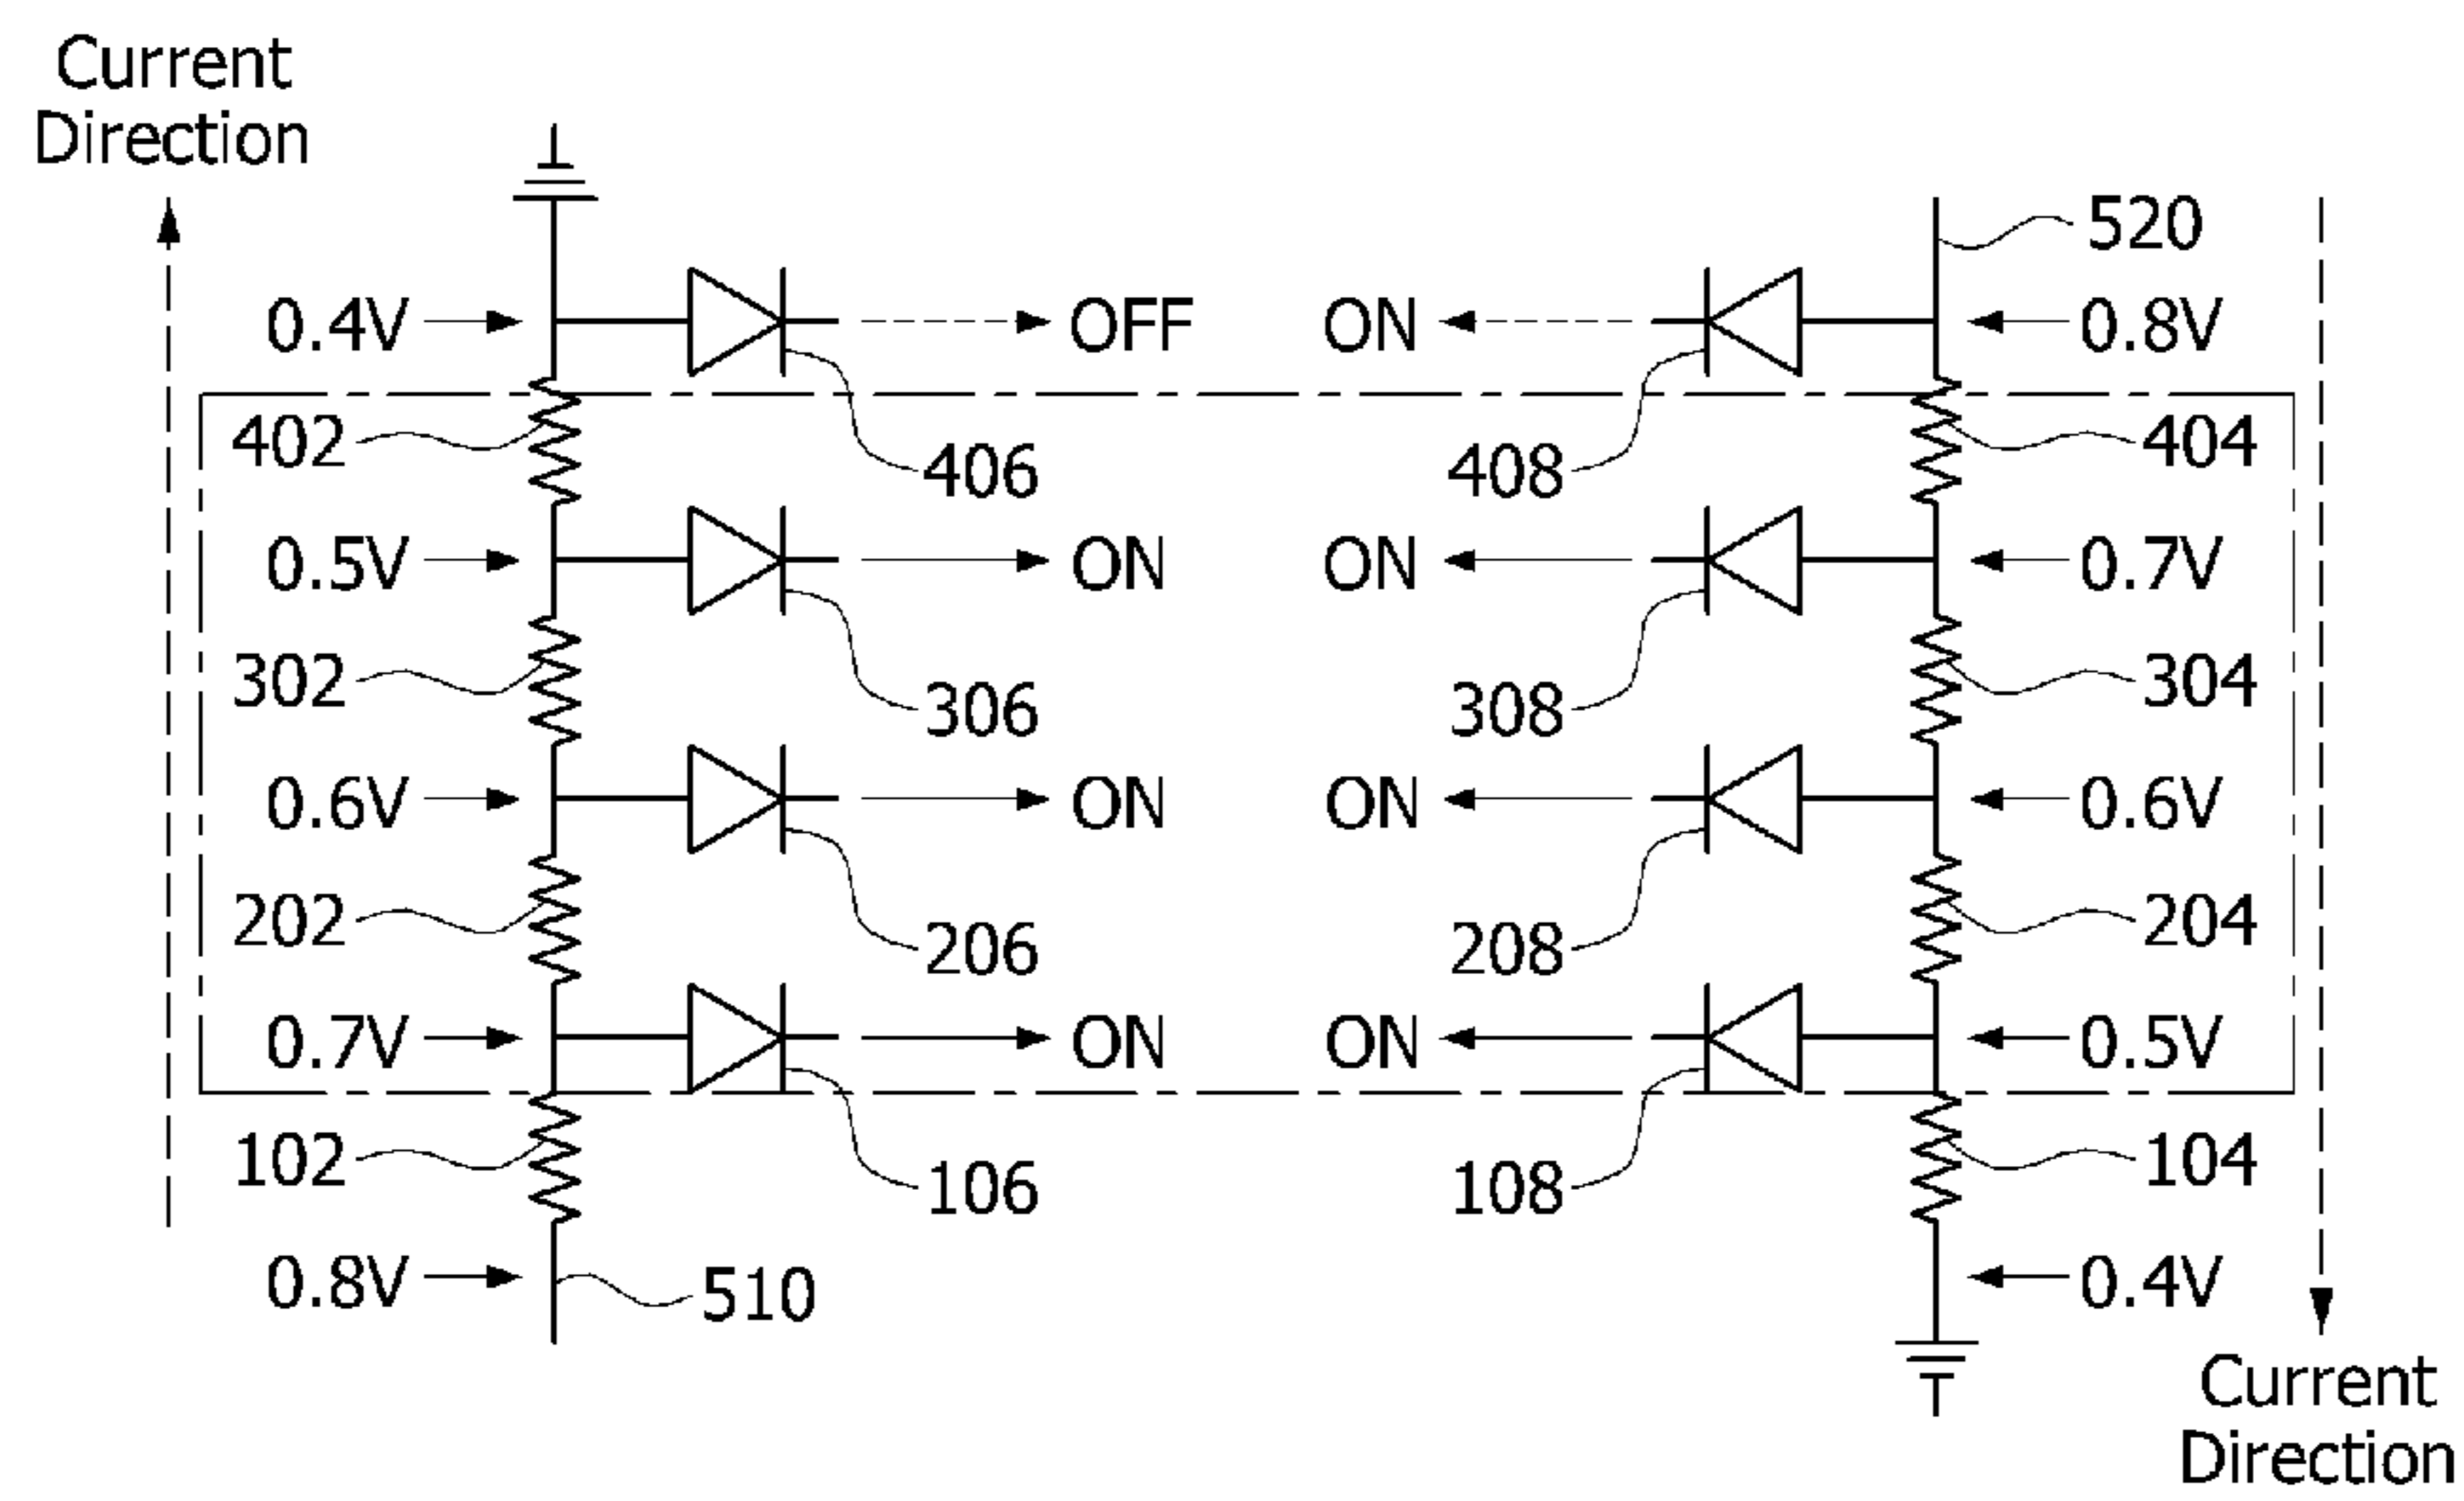 Current
Direction
520
0.4V
OFF
ON
0.8V
402
406
408
404
0.5V
ON
ON
0.7V
302
306
308
304
0.6V
ON
ON
0.6V
202
206
208
204
0.7V
ON
ON
0.5V
102
106
108
104
0.8V
510
0.4V
Current
Direction